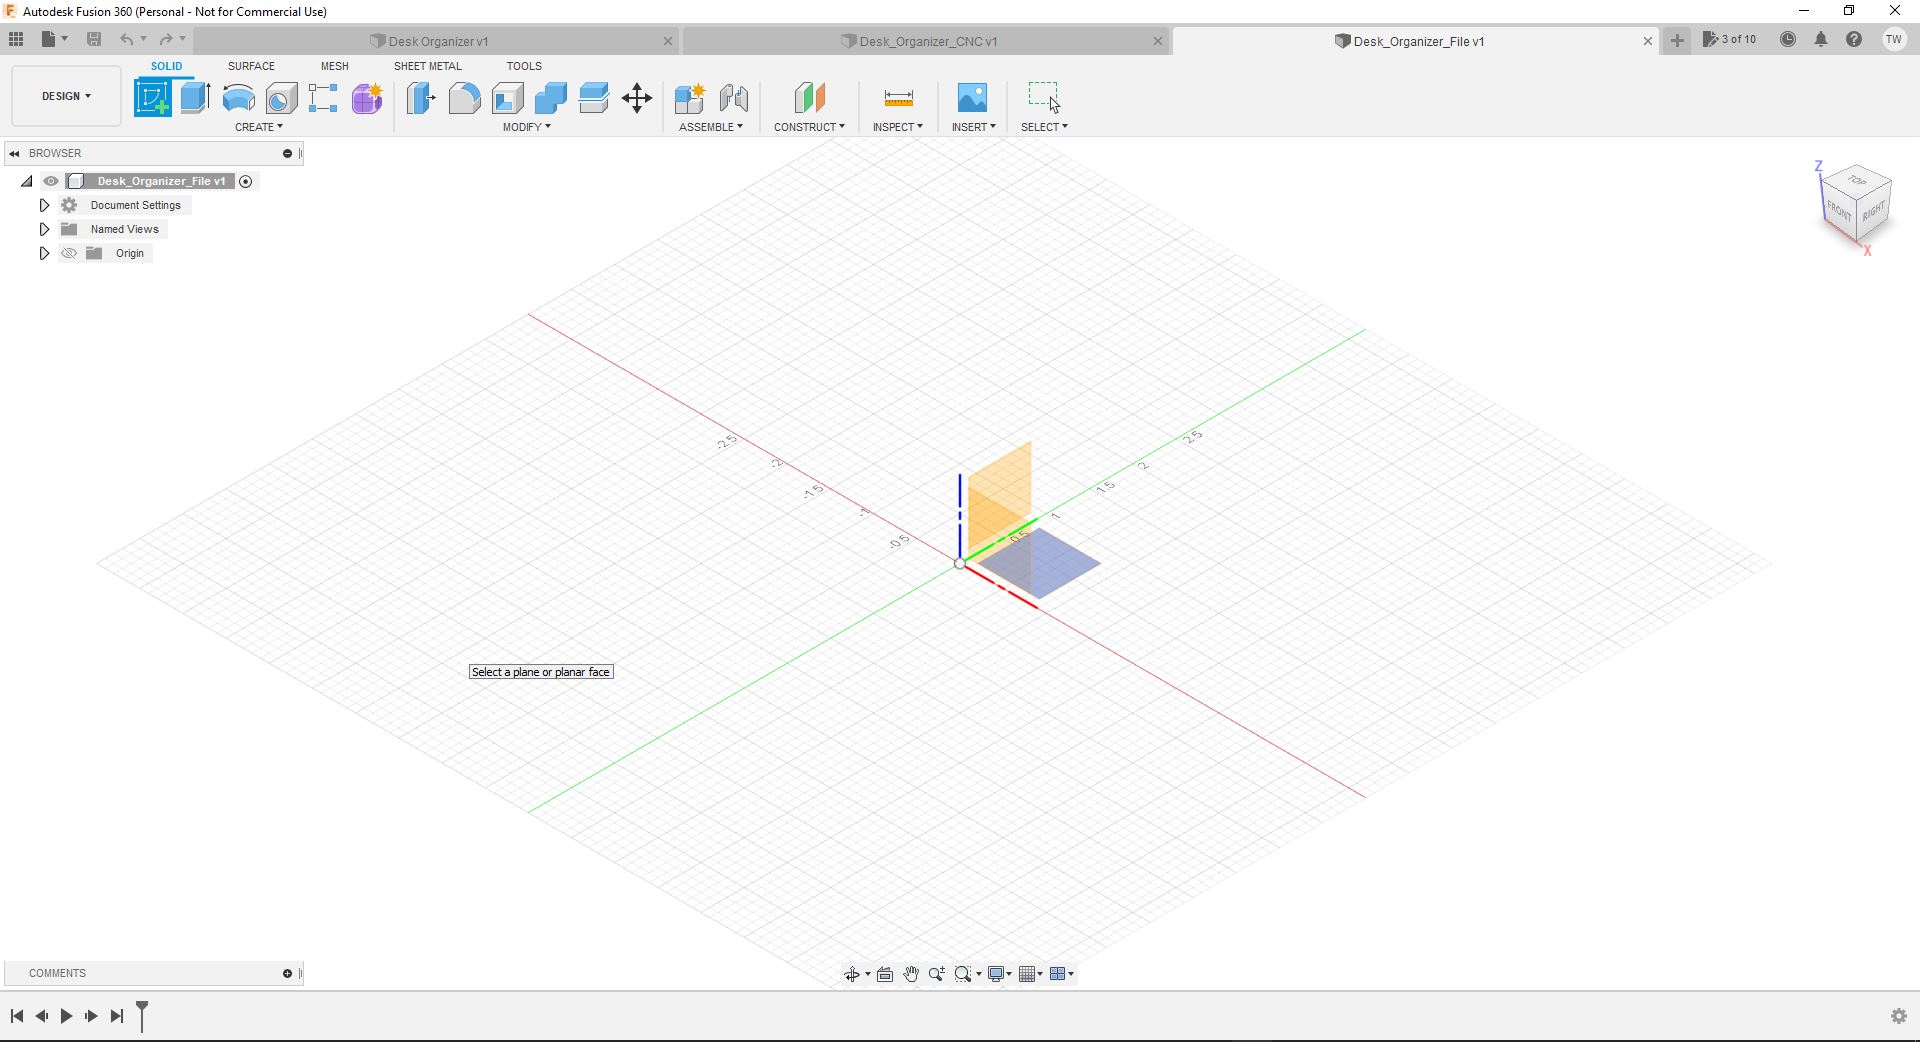 Autodesk Fusion 360 (Personal - Not for Commercial Use)
Desk Organizer v1
Desk_Organizer_CNC v1
Desk_Organizer_File v1
3 of 10
TW
SOLID
SURFACE
MESH
SHEET METAL
TOOLS
DESIGN
CREATE
MODIFY
ASSEMBLE
CONSTRUCT
INSPECT
INSERT
SELECT
BROWSER
Desk_Organizer_File v1
Document Settings
Named Views
Origin
Z
TOP
FRONT
RIGHT
X
-2.5
-2
-1.5
-1
-0.5
2.5
2
1.5
1
0.5
Select a plane or planar face
COMMENTS